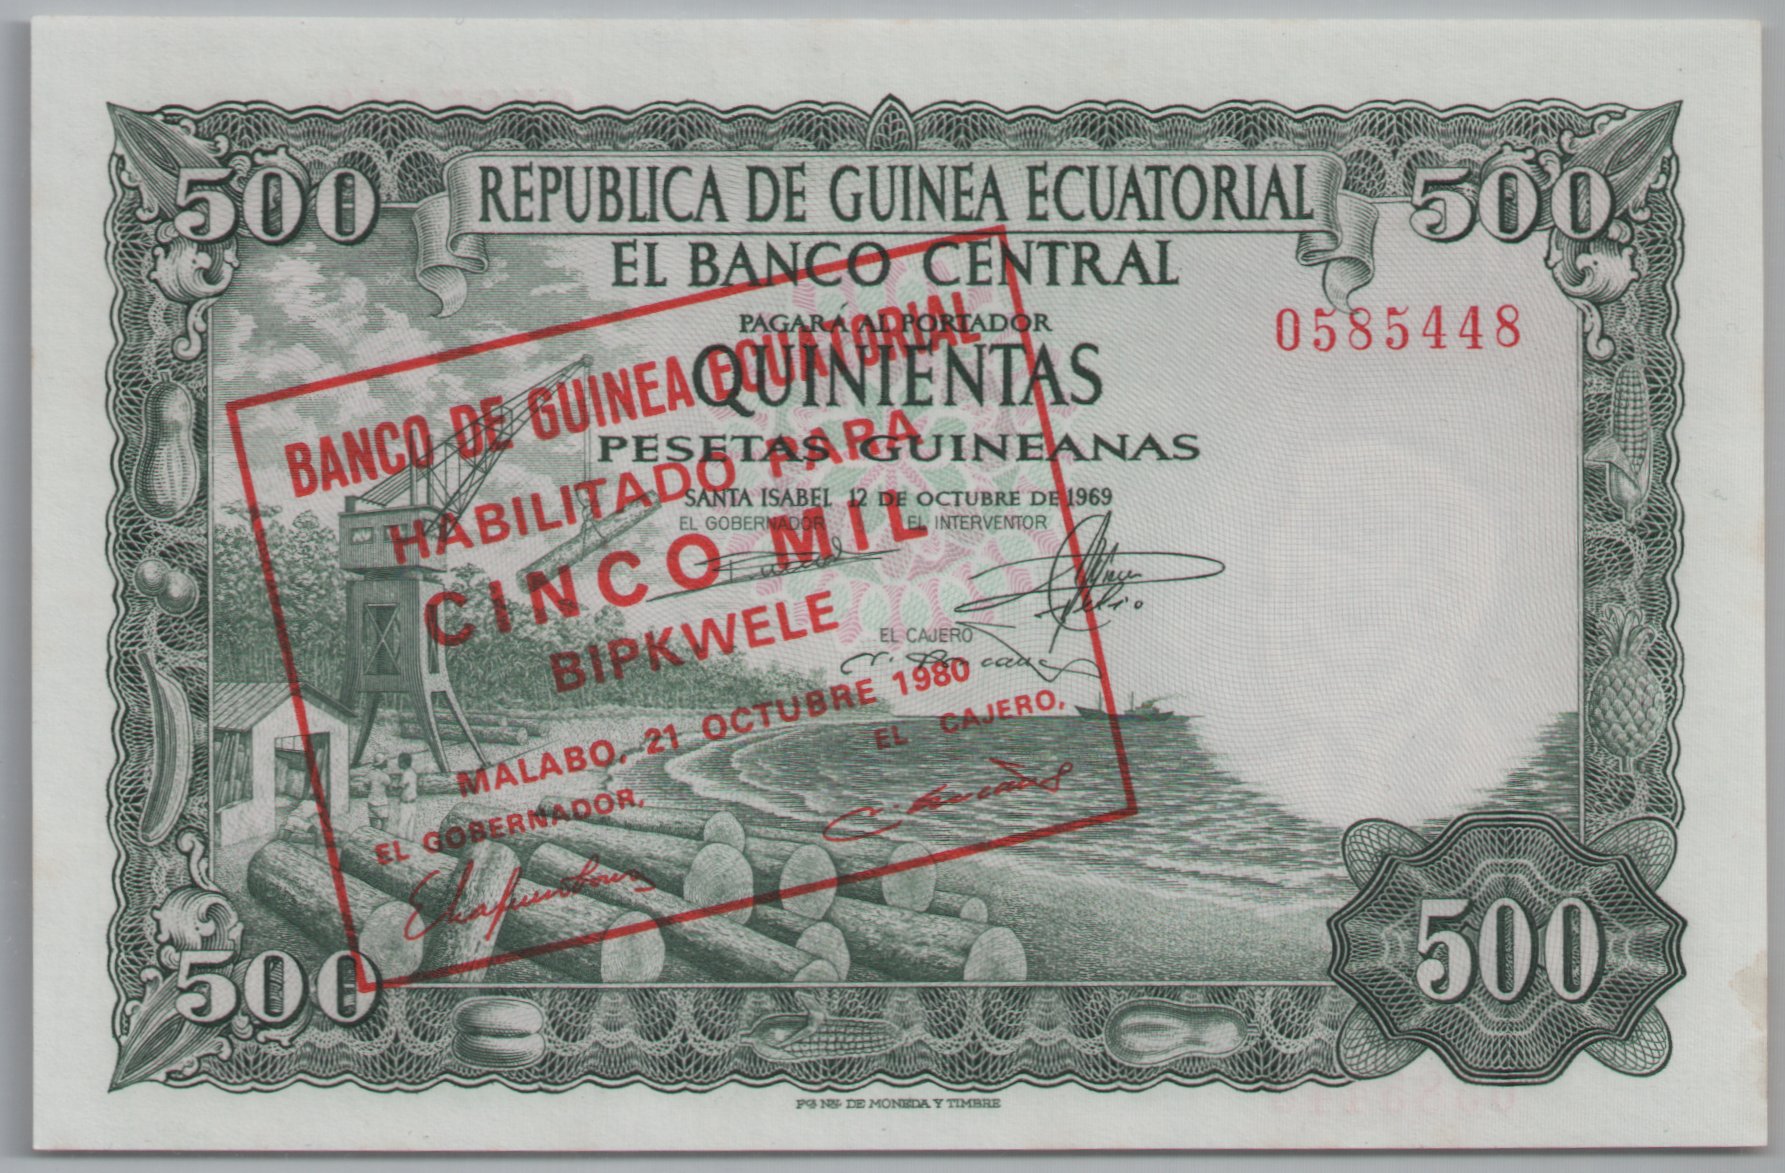 500
REPUBLICA DE GUINEA ECUATORIAL
500
EL BANCO CENTRAL
PAGARÁ AL PORTADOR
QUINIENTAS
PESETAS GUINEANAS
SANTA ISABEL 12 DE OCTUBRE DE 1969
EL GOBERNADOR EL INTERVENTOR
EL CAJERO
0585448
BANCO DE GUINEA ECUATORIAL
HABILITADO PARA
CINCO MIL
BIPKWELE
MALABO, 21 OCTUBRE 1980
EL GOBERNADOR, EL CAJERO,
500
500
FCA NAL DE MONEDA Y TIMBRE